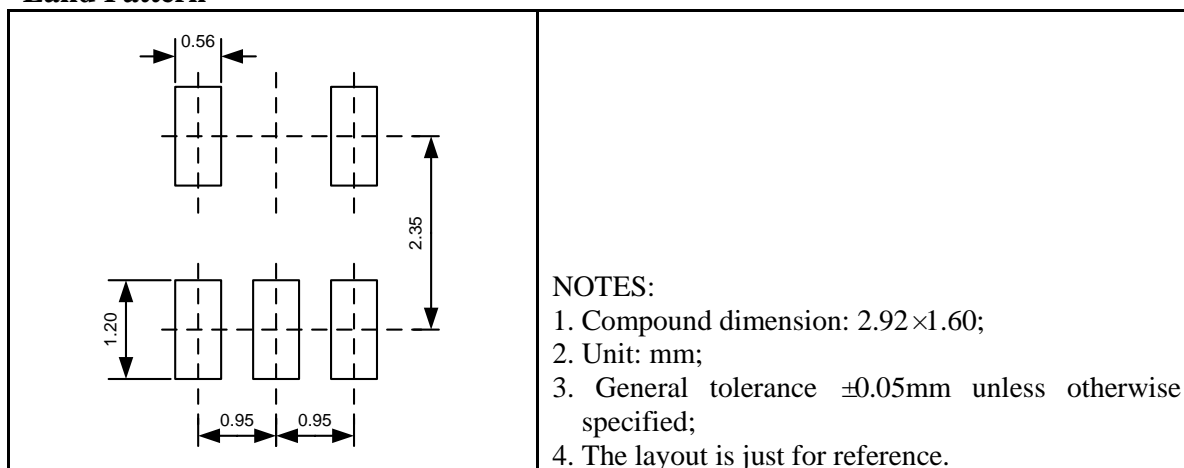 Land Pattern
0.56
2.35
1.20
0.95 0.95
NOTES:
1. Compound dimension: 2.92×1.60;
2. Unit: mm;
3. General tolerance ±0.05mm unless otherwise
specified;
4. The layout is just for reference.